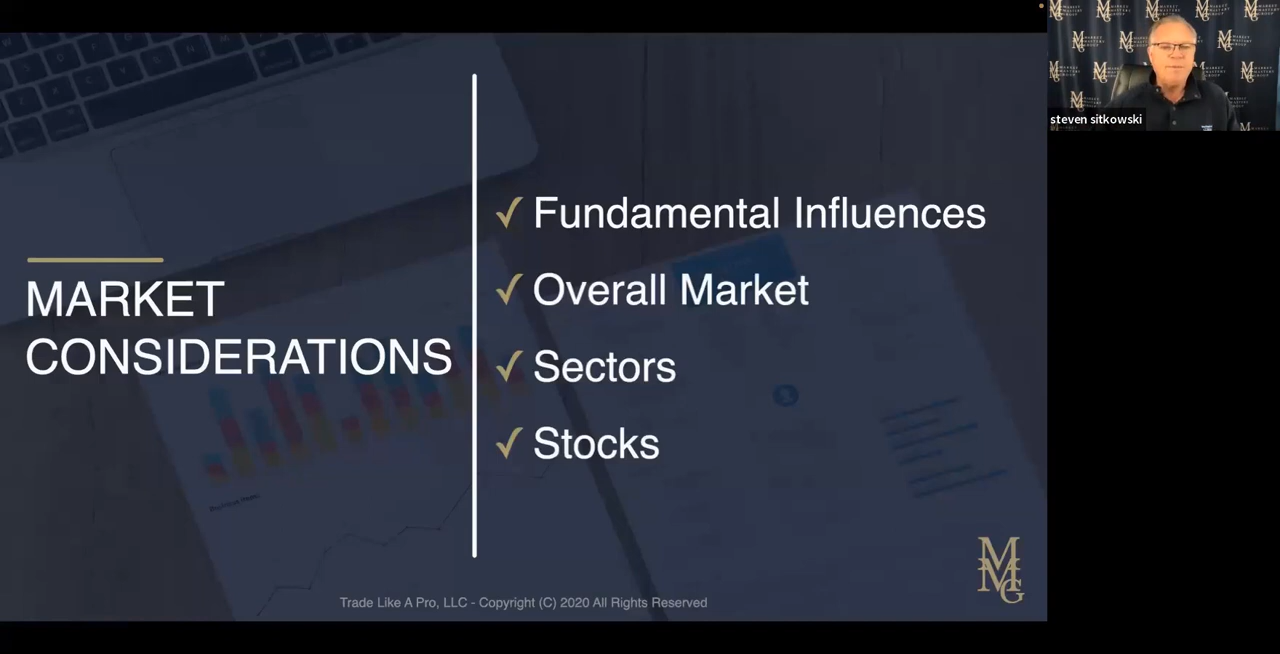 MARKET
CONSIDERATIONS
✓ Fundamental Influences
✓ Overall Market
✓ Sectors
✓ Stocks
Trade Like A Pro, LLC - Copyright (C) 2020 All Rights Reserved
MMG
steven sitkowski